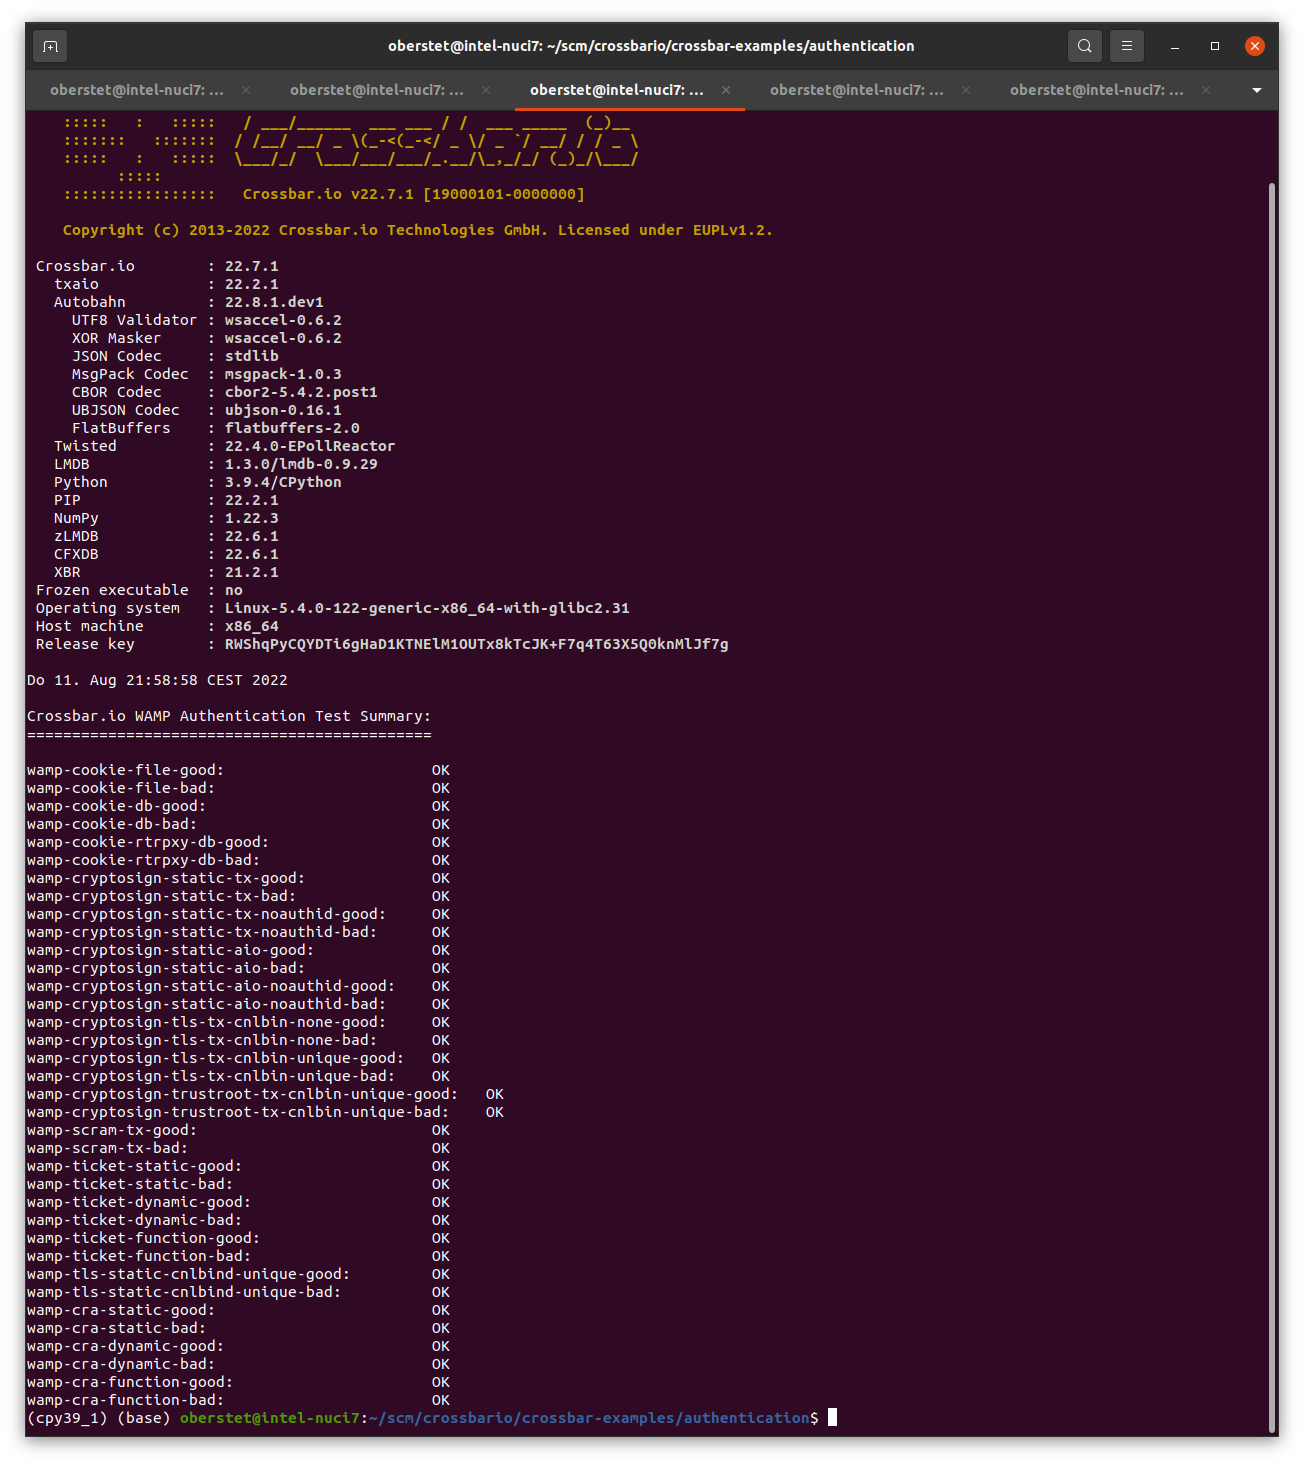 oberstet@intel-nuci7: ~/scm/crossbario/crossbar-examples/authentication
oberstet@intel-nuci7: ... × oberstet@intel-nuci7: ... × oberstet@intel-nuci7: ... × oberstet@intel-nuci7: ... × oberstet@intel-nuci7: ... ×
    :::::   :   :::::   / ___/______  ___ ___ / /  ___ _____  (_)__
    :::::::   :::::::  / /__/ __/ _ \(_-<(_-</ _ \/ _ `/ __/ / / _ \
    :::::   :   :::::  \___/_/  \___/___/___/_.__/\_,_/_/ (_)_/\___/
          :::::
    :::::::::::::::::   Crossbar.io v22.7.1 [19000101-0000000]
    Copyright (c) 2013-2022 Crossbar.io Technologies GmbH. Licensed under EUPLv1.2.
 Crossbar.io        : 22.7.1
   txaio            : 22.2.1
   Autobahn         : 22.8.1.dev1
     UTF8 Validator : wsaccel-0.6.2
     XOR Masker     : wsaccel-0.6.2
     JSON Codec     : stdlib
     MsgPack Codec  : msgpack-1.0.3
     CBOR Codec     : cbor2-5.4.2.post1
     UBJSON Codec   : ubjson-0.16.1
     FlatBuffers    : flatbuffers-2.0
   Twisted          : 22.4.0-EPollReactor
   LMDB             : 1.3.0/lmdb-0.9.29
   Python           : 3.9.4/CPython
   PIP              : 22.2.1
   NumPy            : 1.22.3
   zLMDB            : 22.6.1
   CFXDB            : 22.6.1
   XBR              : 21.2.1
 Frozen executable  : no
 Operating system   : Linux-5.4.0-122-generic-x86_64-with-glibc2.31
 Host machine       : x86_64
 Release key        : RWShqPyCQYDTi6gHaD1KTNElM1OUTx8kTcJK+F7q4T63X5Q0knMlJf7g
Do 11. Aug 21:58:58 CEST 2022
Crossbar.io WAMP Authentication Test Summary:
=============================================
wamp-cookie-file-good:                       OK
wamp-cookie-file-bad:                        OK
wamp-cookie-db-good:                         OK
wamp-cookie-db-bad:                          OK
wamp-cookie-rtrpxy-db-good:                  OK
wamp-cookie-rtrpxy-db-bad:                   OK
wamp-cryptosign-static-tx-good:              OK
wamp-cryptosign-static-tx-bad:               OK
wamp-cryptosign-static-tx-noauthid-good:     OK
wamp-cryptosign-static-tx-noauthid-bad:      OK
wamp-cryptosign-static-aio-good:             OK
wamp-cryptosign-static-aio-bad:              OK
wamp-cryptosign-static-aio-noauthid-good:    OK
wamp-cryptosign-static-aio-noauthid-bad:     OK
wamp-cryptosign-tls-tx-cnlbin-none-good:     OK
wamp-cryptosign-tls-tx-cnlbin-none-bad:      OK
wamp-cryptosign-tls-tx-cnlbin-unique-good:   OK
wamp-cryptosign-tls-tx-cnlbin-unique-bad:    OK
wamp-cryptosign-trustroot-tx-cnlbin-unique-good:   OK
wamp-cryptosign-trustroot-tx-cnlbin-unique-bad:    OK
wamp-scram-tx-good:                          OK
wamp-scram-tx-bad:                           OK
wamp-ticket-static-good:                     OK
wamp-ticket-static-bad:                      OK
wamp-ticket-dynamic-good:                    OK
wamp-ticket-dynamic-bad:                     OK
wamp-ticket-function-good:                   OK
wamp-ticket-function-bad:                    OK
wamp-tls-static-cnlbind-unique-good:         OK
wamp-tls-static-cnlbind-unique-bad:          OK
wamp-cra-static-good:                        OK
wamp-cra-static-bad:                         OK
wamp-cra-dynamic-good:                       OK
wamp-cra-dynamic-bad:                        OK
wamp-cra-function-good:                      OK
wamp-cra-function-bad:                       OK
(cpy39_1) (base) oberstet@intel-nuci7:~/scm/crossbario/crossbar-examples/authentication$